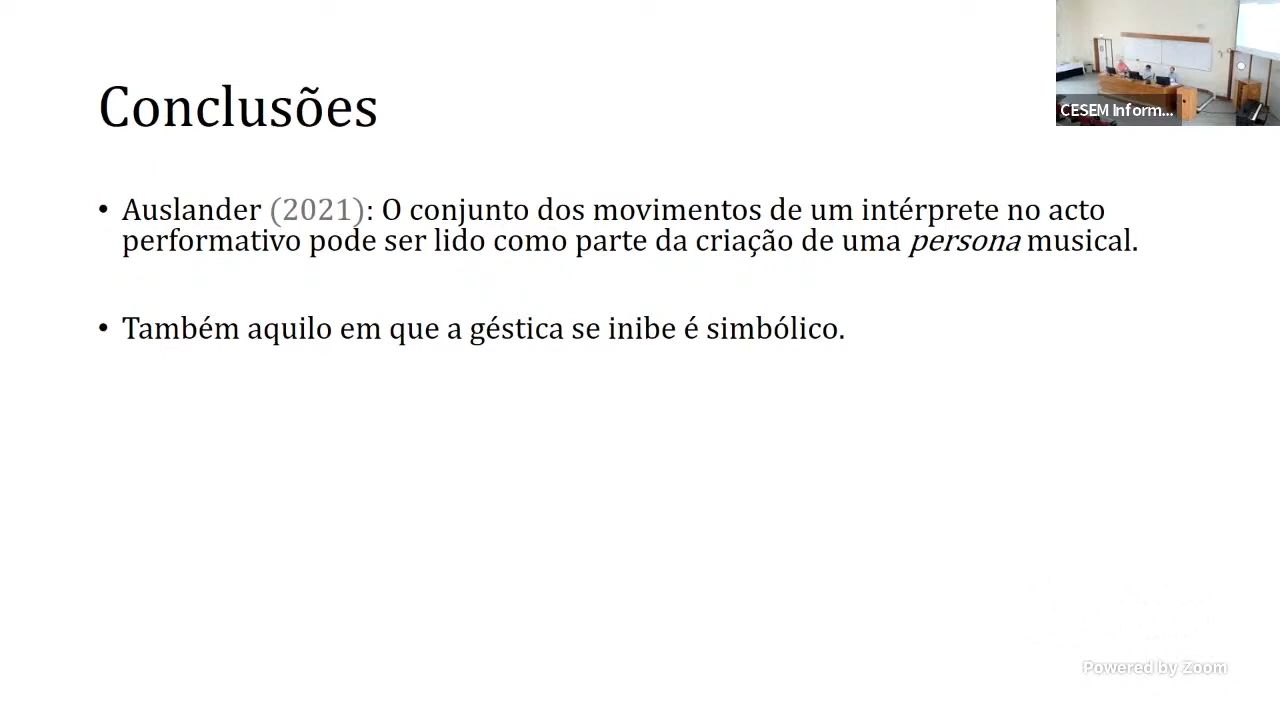 CESEM Inform...
Conclusões
• Auslander (2021): O conjunto dos movimentos de um intérprete no acto
performativo pode ser lido como parte da criação de uma persona musical.
• Também aquilo em que a géstica se inibe é simbólico.
Powered by Zoom